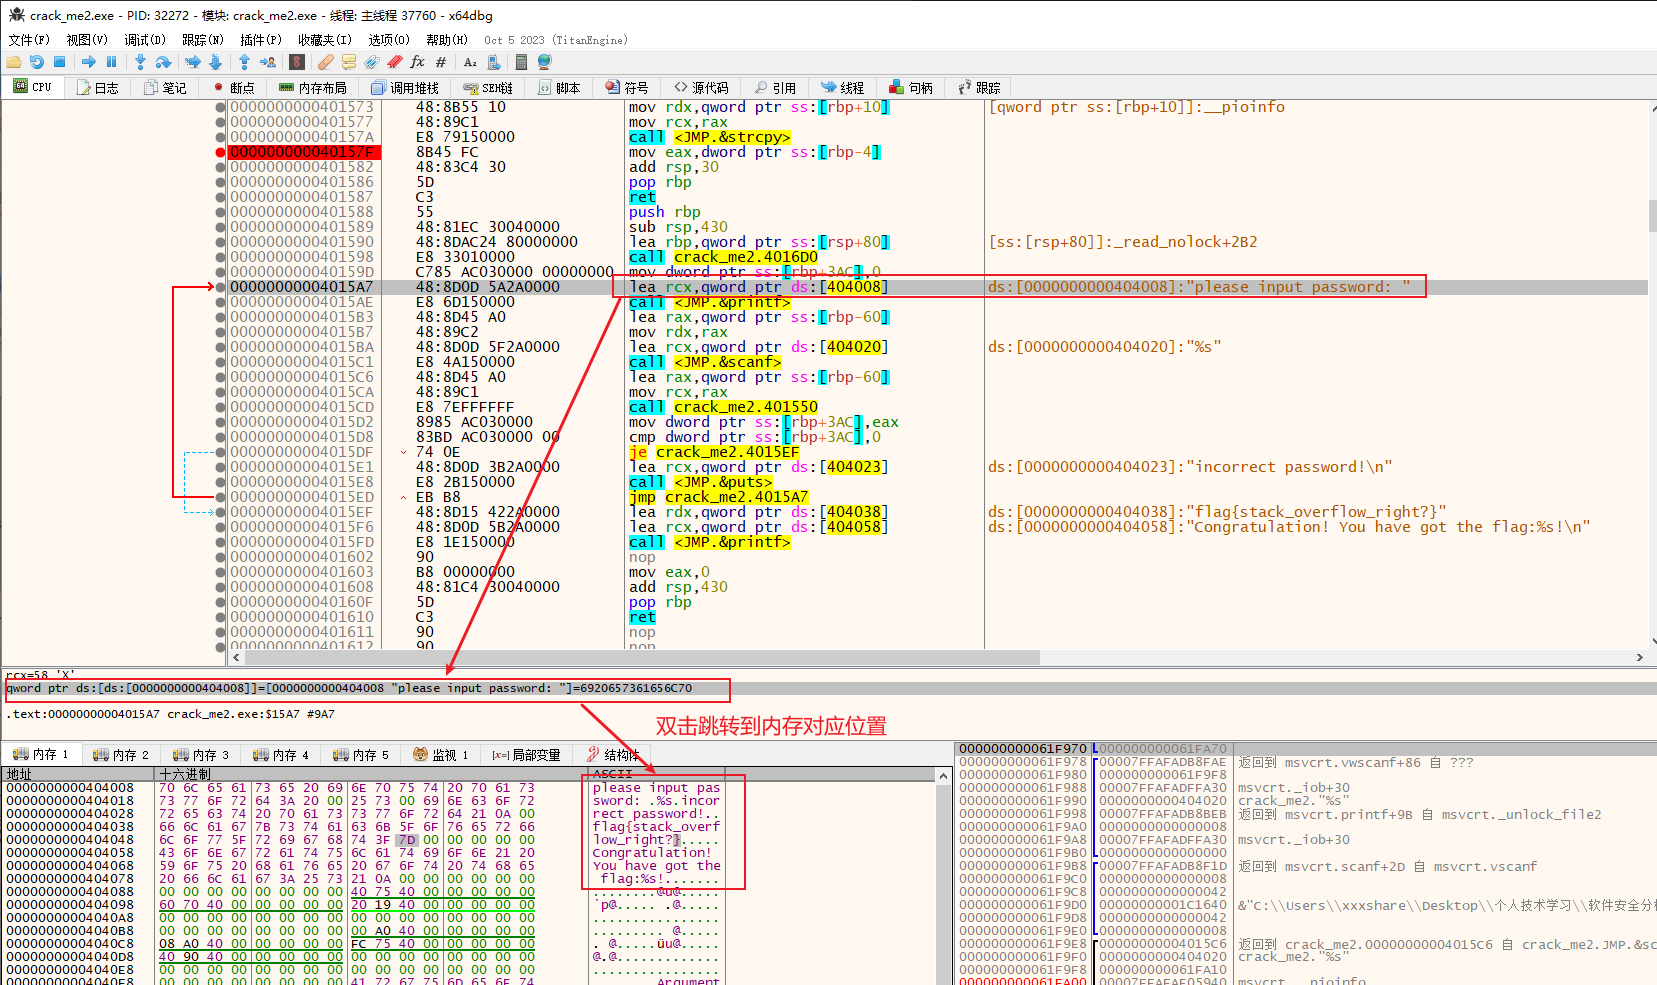 crack_me2.exe - PID: 32272 - 模块: crack_me2.exe - 线程: 主线程 37760 - x64dbg
文件(F) 视图(V) 调试(D) 跟踪(N) 插件(P) 收藏夹(I) 选项(O) 帮助(H) Oct 5 2023 (TitanEngine)
CPU 日志 笔记 断点 内存布局 调用堆栈 SEH链 脚本 符号 源代码 引用 线程 句柄 跟踪
0000000000401573 48:8B55 10 mov rdx,qword ptr ss:[rbp+10] [qword ptr ss:[rbp+10]]:__pioinfo
0000000000401577 48:89C1 mov rcx,rax
000000000040157A E8 79150000 call <JMP.&strcpy>
000000000040157F 8B45 FC mov eax,dword ptr ss:[rbp-4]
0000000000401582 48:83C4 30 add rsp,30
0000000000401586 5D pop rbp
0000000000401587 C3 ret
0000000000401588 55 push rbp
0000000000401589 48:81EC 30040000 sub rsp,430
0000000000401590 48:8DAC24 80000000 lea rbp,qword ptr ss:[rsp+80] [ss:[rsp+80]]:_read_nolock+2B2
0000000000401598 E8 33010000 call crack_me2.4016D0
000000000040159D C785 AC030000 00000000 mov dword ptr ss:[rbp+3AC],0
00000000004015A7 48:8D0D 5A2A0000 lea rcx,qword ptr ds:[404008] ds:[0000000000404008]:"please input password: "
00000000004015AE E8 6D150000 call <JMP.&printf>
00000000004015B3 48:8D45 A0 lea rax,qword ptr ss:[rbp-60]
00000000004015B7 48:89C2 mov rdx,rax
00000000004015BA 48:8D0D 5F2A0000 lea rcx,qword ptr ds:[404020] ds:[0000000000404020]:"%s"
00000000004015C1 E8 4A150000 call <JMP.&scanf>
00000000004015C6 48:8D45 A0 lea rax,qword ptr ss:[rbp-60]
00000000004015CA 48:89C1 mov rcx,rax
00000000004015CD E8 7EFFFFFF call crack_me2.401550
00000000004015D2 8985 AC030000 mov dword ptr ss:[rbp+3AC],eax
00000000004015D8 83BD AC030000 00 cmp dword ptr ss:[rbp+3AC],0
00000000004015DF 74 0E je crack_me2.4015EF
00000000004015E1 48:8D0D 3B2A0000 lea rcx,qword ptr ds:[404023] ds:[0000000000404023]:"incorrect password!\n"
00000000004015E8 E8 2B150000 call <JMP.&puts>
00000000004015ED EB B8 jmp crack_me2.4015A7
00000000004015EF 48:8D15 422A0000 lea rdx,qword ptr ds:[404038] ds:[0000000000404038]:"flag{stack_overflow_right?}"
00000000004015F6 48:8D0D 5B2A0000 lea rcx,qword ptr ds:[404058] ds:[0000000000404058]:"Congratulation! You have got the flag:%s!\n"
00000000004015FD E8 1E150000 call <JMP.&printf>
0000000000401602 90 nop
0000000000401603 B8 00000000 mov eax,0
0000000000401608 48:81C4 30040000 add rsp,430
000000000040160F 5D pop rbp
0000000000401610 C3 ret
0000000000401611 90 nop
0000000000401612 90 nop
rcx=58 'X'
qword ptr ds:[ds:[0000000000404008]]=[0000000000404008 "please input password: "]=6920657361656C70
.text:00000000004015A7 crack_me2.exe:$15A7 #9A7
双击跳转到内存对应位置
内存 1 内存 2 内存 3 内存 4 内存 5 监视 1 局部变量 结构体
地址 十六进制 ASCII
0000000000404008 70 6C 65 61 73 65 20 69 6E 70 75 74 20 70 61 73 please input pas
0000000000404018 73 77 6F 72 64 3A 20 00 25 73 00 69 6E 63 6F 72 sword: .%s.incor
0000000000404028 72 65 63 74 20 70 61 73 73 77 6F 72 64 21 0A 00 rect password!..
0000000000404038 66 6C 61 67 7B 73 74 61 63 6B 5F 6F 76 65 72 66 flag{stack_overf
0000000000404048 6C 6F 77 5F 72 69 67 68 74 3F 7D 00 00 00 00 00 low_right?}.....
0000000000404058 43 6F 6E 67 72 61 74 75 6C 61 74 69 6F 6E 21 20 Congratulation!
0000000000404068 59 6F 75 20 68 61 76 65 20 67 6F 74 20 74 68 65 You have got the
0000000000404078 20 66 6C 61 67 3A 25 73 21 0A 00 00 00 00 00 00 flag:%s!.......
0000000000404088 00 00 00 00 00 00 00 00 40 75 40 00 00 00 00 00 ........@u@.....
0000000000404098 60 70 40 00 00 00 00 00 20 19 40 00 00 00 00 00 `p@..... .@.....
00000000004040A8 00 00 00 00 00 00 00 00 00 00 00 00 00 00 00 00 ................
00000000004040B8 00 00 00 00 00 00 00 00 00 A0 40 00 00 00 00 00 ......... @.....
00000000004040C8 08 A0 40 00 00 00 00 00 FC 75 40 00 00 00 00 00 . @.....üu@.....
00000000004040D8 40 90 40 00 00 00 00 00 00 00 00 00 00 00 00 00 @.@.............
00000000004040E8 00 00 00 00 00 00 00 00 00 00 00 00 00 00 00 00 ................
00000000004040F8 00 00 00 00 00 00 00 00 41 72 67 75 6D 65 6E 74 ........Argument
000000000061F970 000000000061FA70
000000000061F978 00007FFAFADB8FAE 返回到 msvcrt.vwscanf+86 自 ???
000000000061F980 000000000061F9F8
000000000061F988 00007FFAFADFFA30 msvcrt._iob+30
000000000061F990 0000000000404020 crack_me2."%s"
000000000061F998 00007FFAFADB8BEB 返回到 msvcrt.printf+9B 自 msvcrt._unlock_file2
000000000061F9A0 0000000000000008
000000000061F9A8 00007FFAFADFFA30 msvcrt._iob+30
000000000061F9B0 0000000000000000
000000000061F9B8 00007FFAFADB8F1D 返回到 msvcrt.scanf+2D 自 msvcrt.vscanf
000000000061F9C0 0000000000000008
000000000061F9C8 0000000000000042
000000000061F9D0 00000000001C1640 &"C:\\Users\\xxxshare\\Desktop\\个人技术学习\\软件安全分析
000000000061F9D8 0000000000000042
000000000061F9E0 0000000000000008
000000000061F9E8 00000000004015C6 返回到 crack_me2.00000000004015C6 自 crack_me2.JMP.&sc
000000000061F9F0 0000000000404020 crack_me2."%s"
000000000061F9F8 000000000061FA10
000000000061FA00 00007FFAFAE05940 msvcrt.__pioinfo